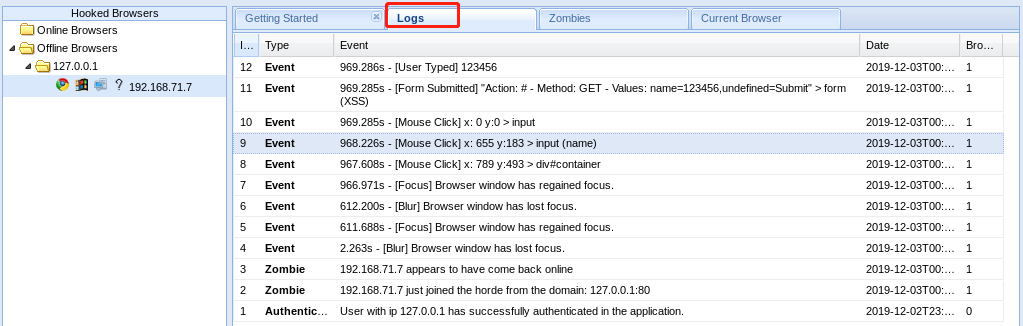 Hooked Browsers
Online Browsers
Offline Browsers
127.0.0.1
192.168.71.7
Getting Started Logs Zombies Current Browser
I... Type Event Date Bro...
12 Event 969.286s - [User Typed] 123456 2019-12-03T00:... 1
11 Event 969.285s - [Form Submitted] "Action: # - Method: GET - Values: name=123456,undefined=Submit" > form 2019-12-03T00:... 1
(XSS)
10 Event 969.285s - [Mouse Click] x: 0 y:0 > input 2019-12-03T00:... 1
9 Event 968.226s - [Mouse Click] x: 655 y:183 > input (name) 2019-12-03T00:... 1
8 Event 967.608s - [Mouse Click] x: 789 y:493 > div#container 2019-12-03T00:... 1
7 Event 966.971s - [Focus] Browser window has regained focus. 2019-12-03T00:... 1
6 Event 612.200s - [Blur] Browser window has lost focus. 2019-12-03T00:... 1
5 Event 611.688s - [Focus] Browser window has regained focus. 2019-12-03T00:... 1
4 Event 2.263s - [Blur] Browser window has lost focus. 2019-12-03T00:... 1
3 Zombie 192.168.71.7 appears to have come back online 2019-12-03T00:... 1
2 Zombie 192.168.71.7 just joined the horde from the domain: 127.0.0.1:80 2019-12-03T00:... 1
1 Authentic... User with ip 127.0.0.1 has successfully authenticated in the application. 2019-12-02T23:... 0